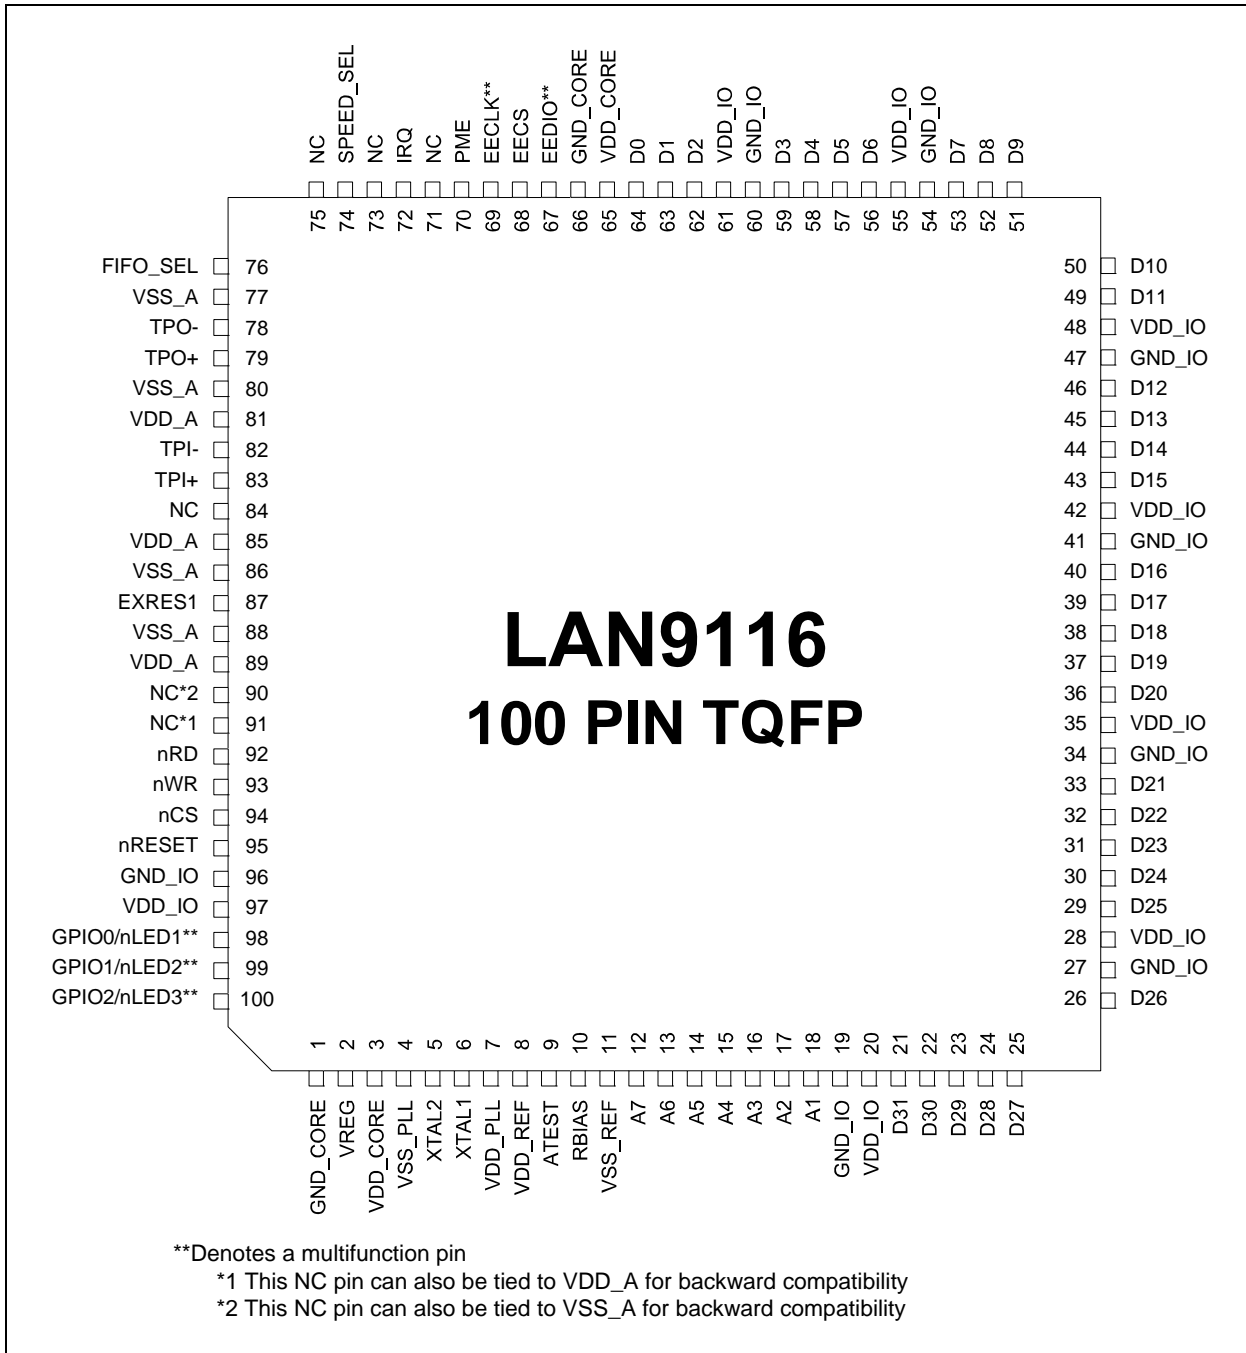 NC
SPEED_SEL
NC
IRQ
NC
PME
EECLK**
EECS
EEDIO**
GND_CORE
VDD_CORE
D0
D1
D2
VDD_IO
GND_IO
D3
D4
D5
D6
VDD_IO
GND_IO
D7
D8
D9
75
74
73
72
71
70
69
68
67
66
65
64
63
62
61
60
59
58
57
56
55
54
53
52
51
FIFO_SEL 76
VSS_A 77
TPO- 78
TPO+ 79
VSS_A 80
VDD_A 81
TPI- 82
TPI+ 83
NC 84
VDD_A 85
VSS_A 86
EXRES1 87
VSS_A 88
VDD_A 89
NC*2 90
NC*1 91
nRD 92
nWR 93
nCS 94
nRESET 95
GND_IO 96
VDD_IO 97
GPIO0/nLED1** 98
GPIO1/nLED2** 99
GPIO2/nLED3** 100
LAN9116
100 PIN TQFP
50 D10
49 D11
48 VDD_IO
47 GND_IO
46 D12
45 D13
44 D14
43 D15
42 VDD_IO
41 GND_IO
40 D16
39 D17
38 D18
37 D19
36 D20
35 VDD_IO
34 GND_IO
33 D21
32 D22
31 D23
30 D24
29 D25
28 VDD_IO
27 GND_IO
26 D26
1
2
3
4
5
6
7
8
9
10
11
12
13
14
15
16
17
18
19
20
21
22
23
24
25
GND_CORE
VREG
VDD_CORE
VSS_PLL
XTAL2
XTAL1
VDD_PLL
VDD_REF
ATEST
RBIAS
VSS_REF
A7
A6
A5
A4
A3
A2
A1
GND_IO
VDD_IO
D31
D30
D29
D28
D27
**Denotes a multifunction pin
*1 This NC pin can also be tied to VDD_A for backward compatibility
*2 This NC pin can also be tied to VSS_A for backward compatibility